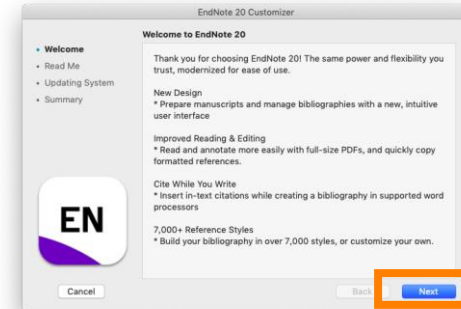 EndNote 20 Customizer
Welcome to EndNote 20
• Welcome
• Read Me
• Updating System
• Summary
Thank you for choosing EndNote 20! The same power and flexibility you
trust, modernized for ease of use.
New Design
* Prepare manuscripts and manage bibliographies with a new, intuitive
user interface
Improved Reading & Editing
* Read and annotate more easily with full-size PDFs, and quickly copy
formatted references.
Cite While You Write
* Insert in-text citations while creating a bibliography in supported word
processors
7,000+ Reference Styles
* Build your bibliography in over 7,000 styles, or customize your own.
EN
Cancel
Back
Next